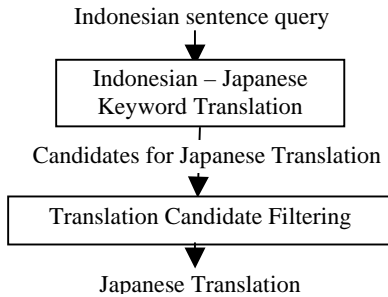 Indonesian sentence query
Indonesian – Japanese
Keyword Translation
Candidates for Japanese Translation
Translation Candidate Filtering
Japanese Translation